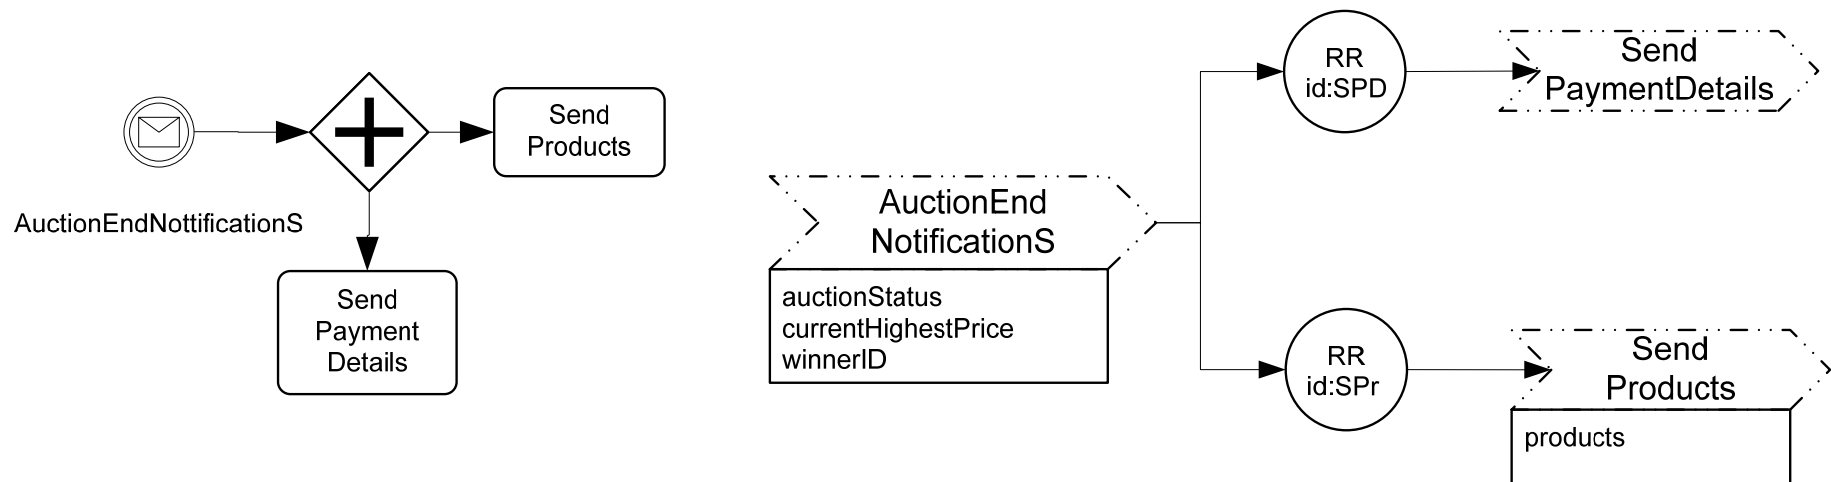 Send
Products
AuctionEndNottificationS
Send
Payment
Details
RR
id:SPD
Send
PaymentDetails
AuctionEnd
NotificationS
auctionStatus
currentHighestPrice
winnerID
RR
id:SPr
Send
Products
products